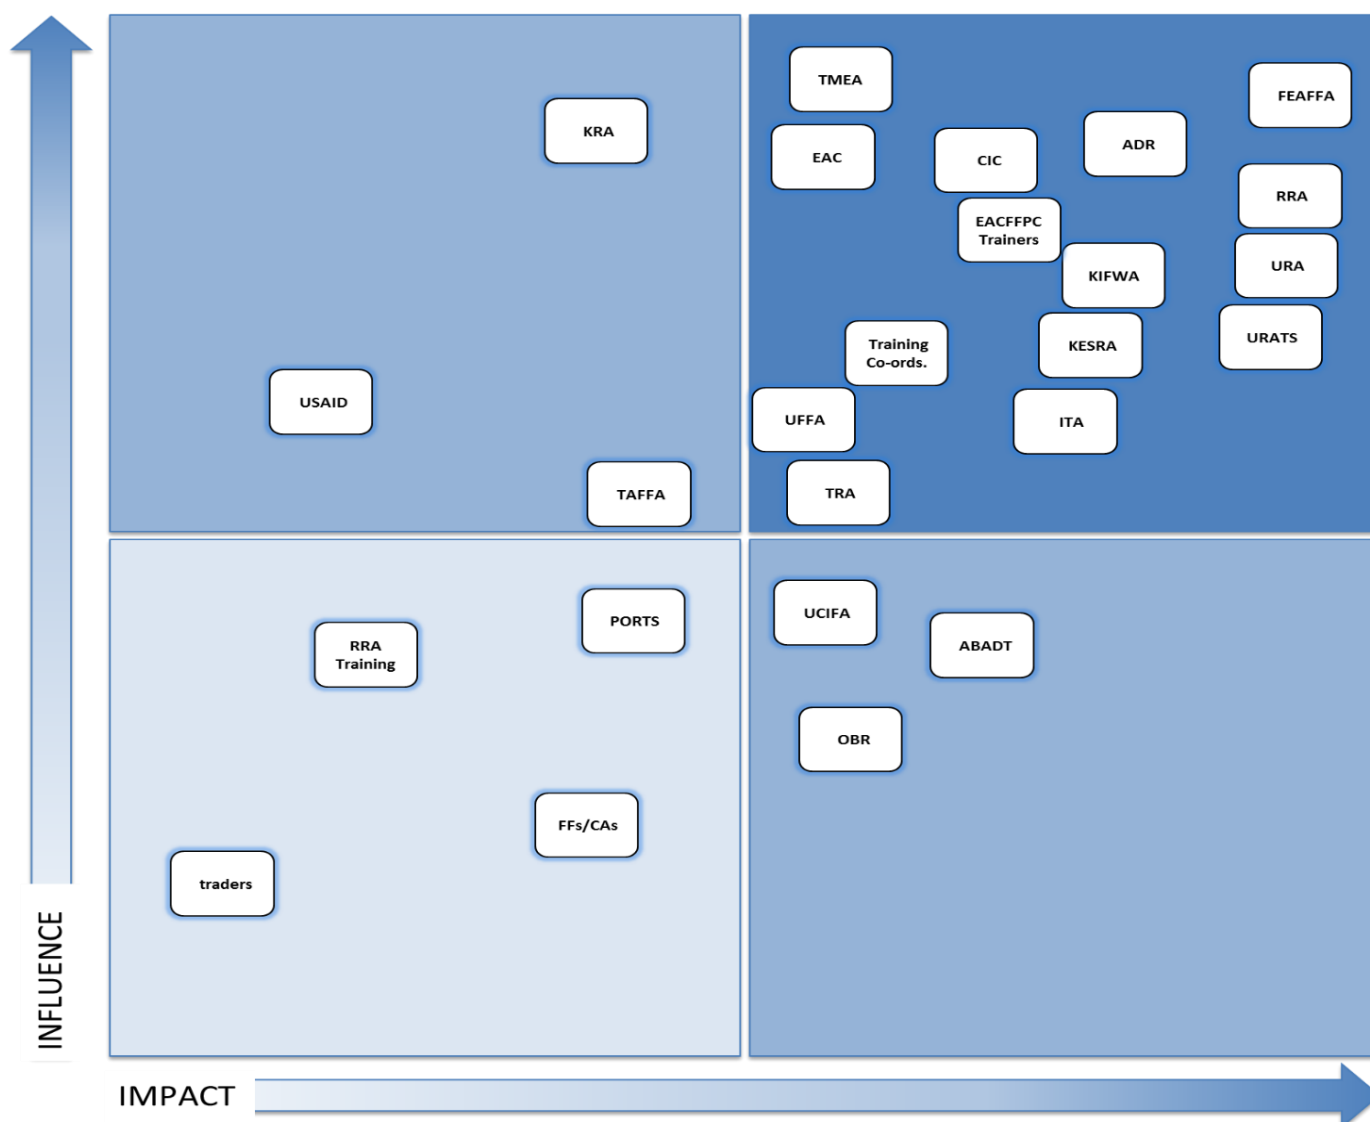 TMEA
FEAFFA
KRA
ADR
EAC
CIC
RRA
EACFFPC
Trainers
URA
KIFWA
URATS
Training
Co-ords.
KESRA
USAID
UFFA
ITA
TAFFA
TRA
PORTS
UCIFA
RRA
Training
ABADT
OBR
FFs/CAs
traders
INFLUENCE
IMPACT